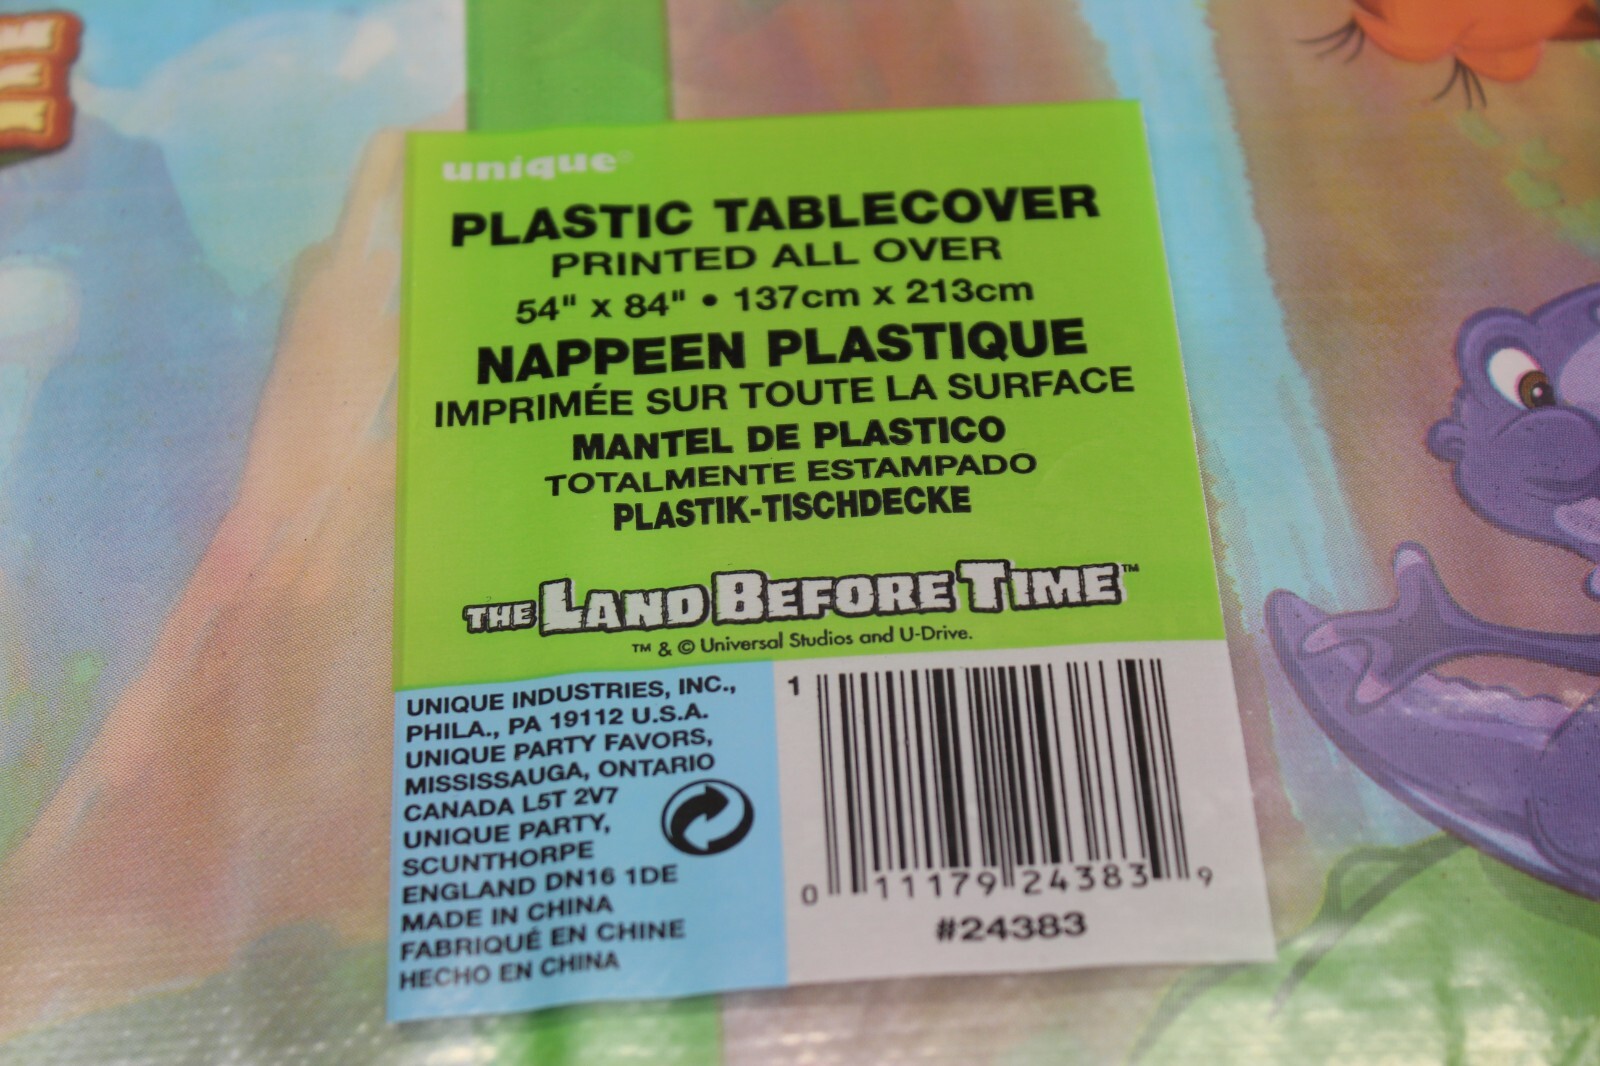 unique®
PLASTIC TABLECOVER
PRINTED ALL OVER
54" x 84" • 137cm x 213cm
NAPPEEN PLASTIQUE
IMPRIMÉE SUR TOUTE LA SURFACE
MANTEL DE PLASTICO
TOTALMENTE ESTAMPADO
PLASTIK-TISCHDECKE
THE LAND BEFORE TIME™
™ & © Universal Studios and U-Drive.
UNIQUE INDUSTRIES, INC.,
PHILA., PA 19112 U.S.A.
UNIQUE PARTY FAVORS,
MISSISSAUGA, ONTARIO
CANADA L5T 2V7
UNIQUE PARTY,
SCUNTHORPE
ENGLAND DN16 1DE
MADE IN CHINA
FABRIQUÉ EN CHINE
HECHO EN CHINA
1
0 11179 24383 9
#24383